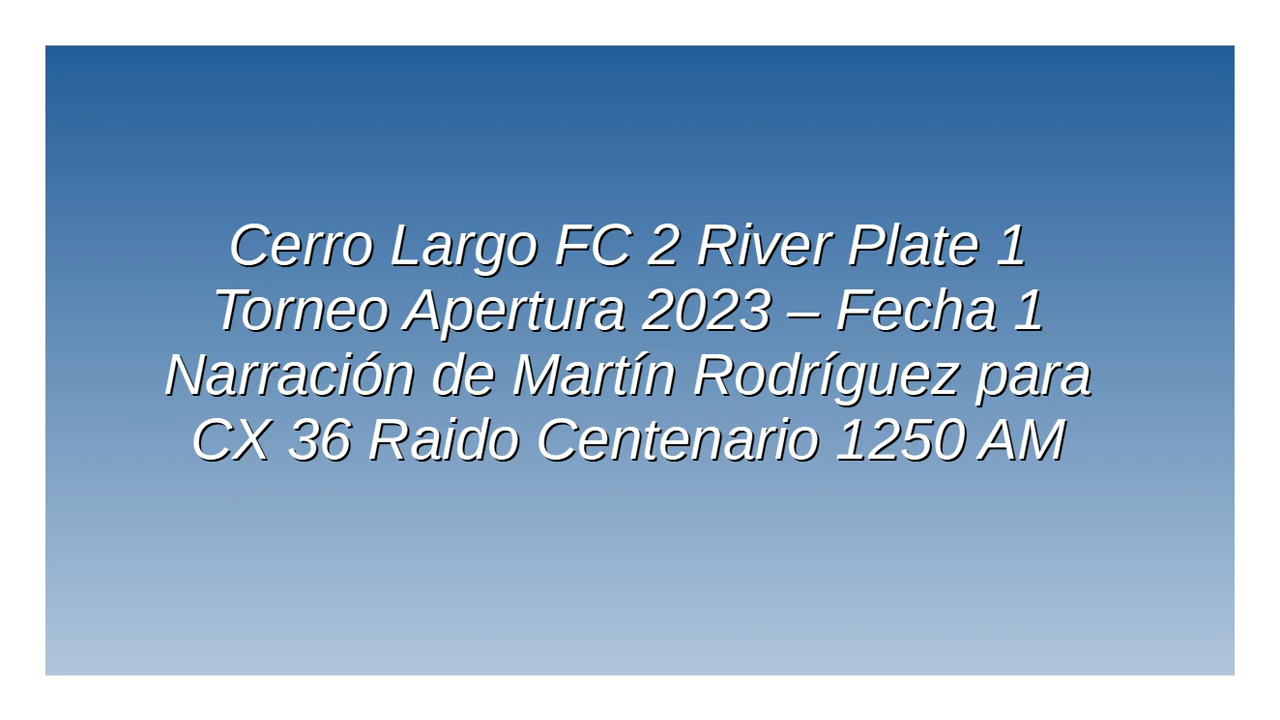 Cerro Largo FC 2 River Plate 1
Torneo Apertura 2023 – Fecha 1
Narración de Martín Rodríguez para
CX 36 Raido Centenario 1250 AM